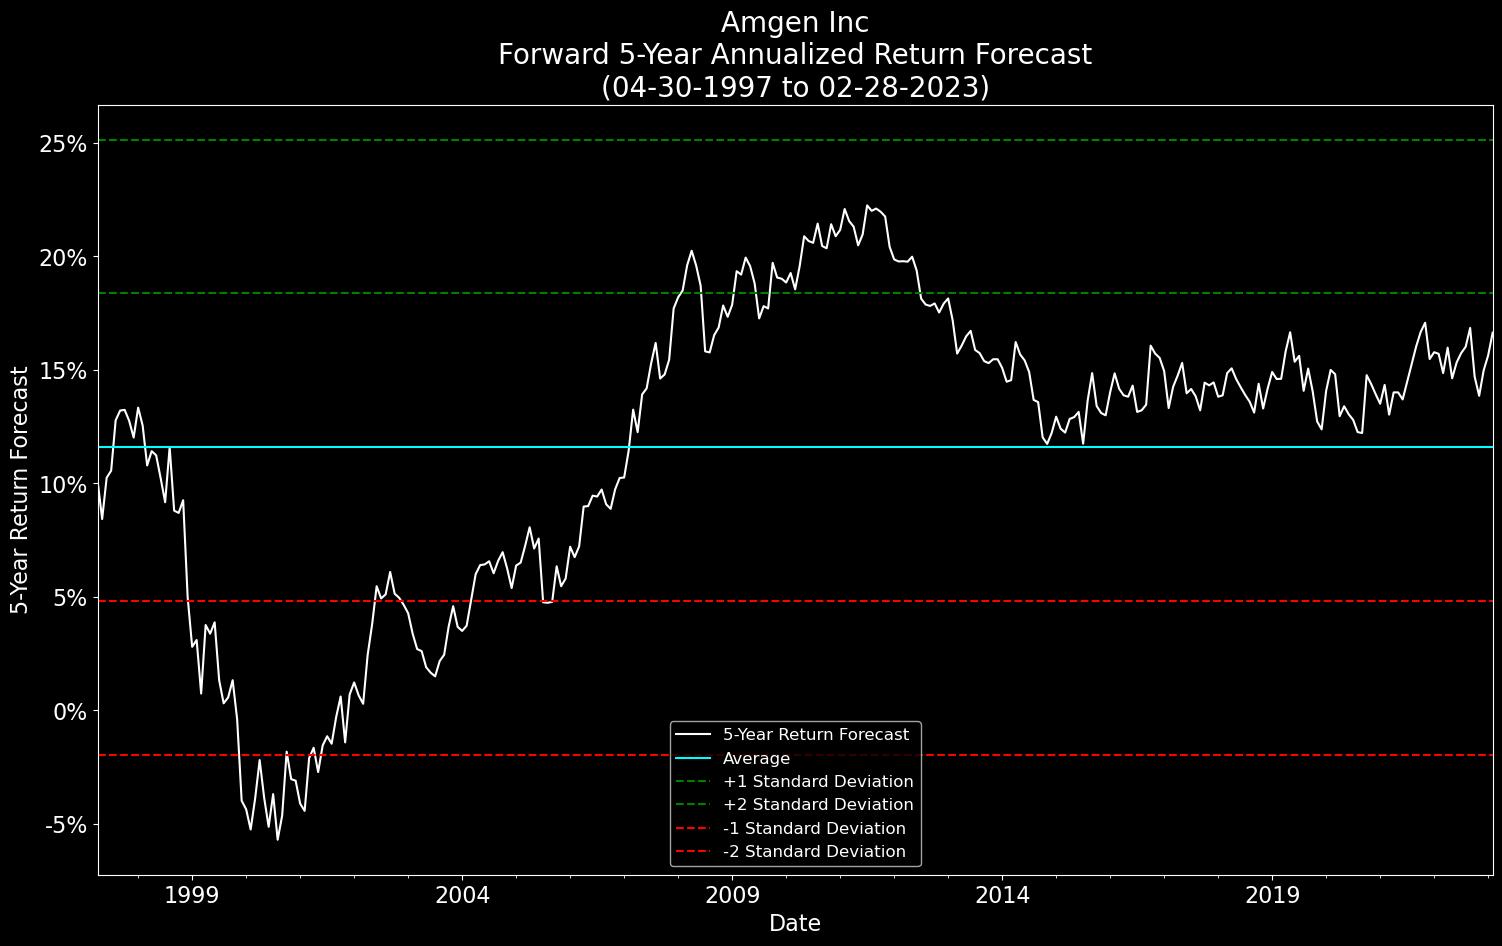 Amgen Inc
Forward 5-Year Annualized Return Forecast
(04-30-1997 to 02-28-2023)
25%
20%
15%
10%
5%
0%
-5%
5-Year Return Forecast
5-Year Return Forecast
Average
+1 Standard Deviation
+2 Standard Deviation
-1 Standard Deviation
-2 Standard Deviation
1999 2004 2009 2014 2019
Date